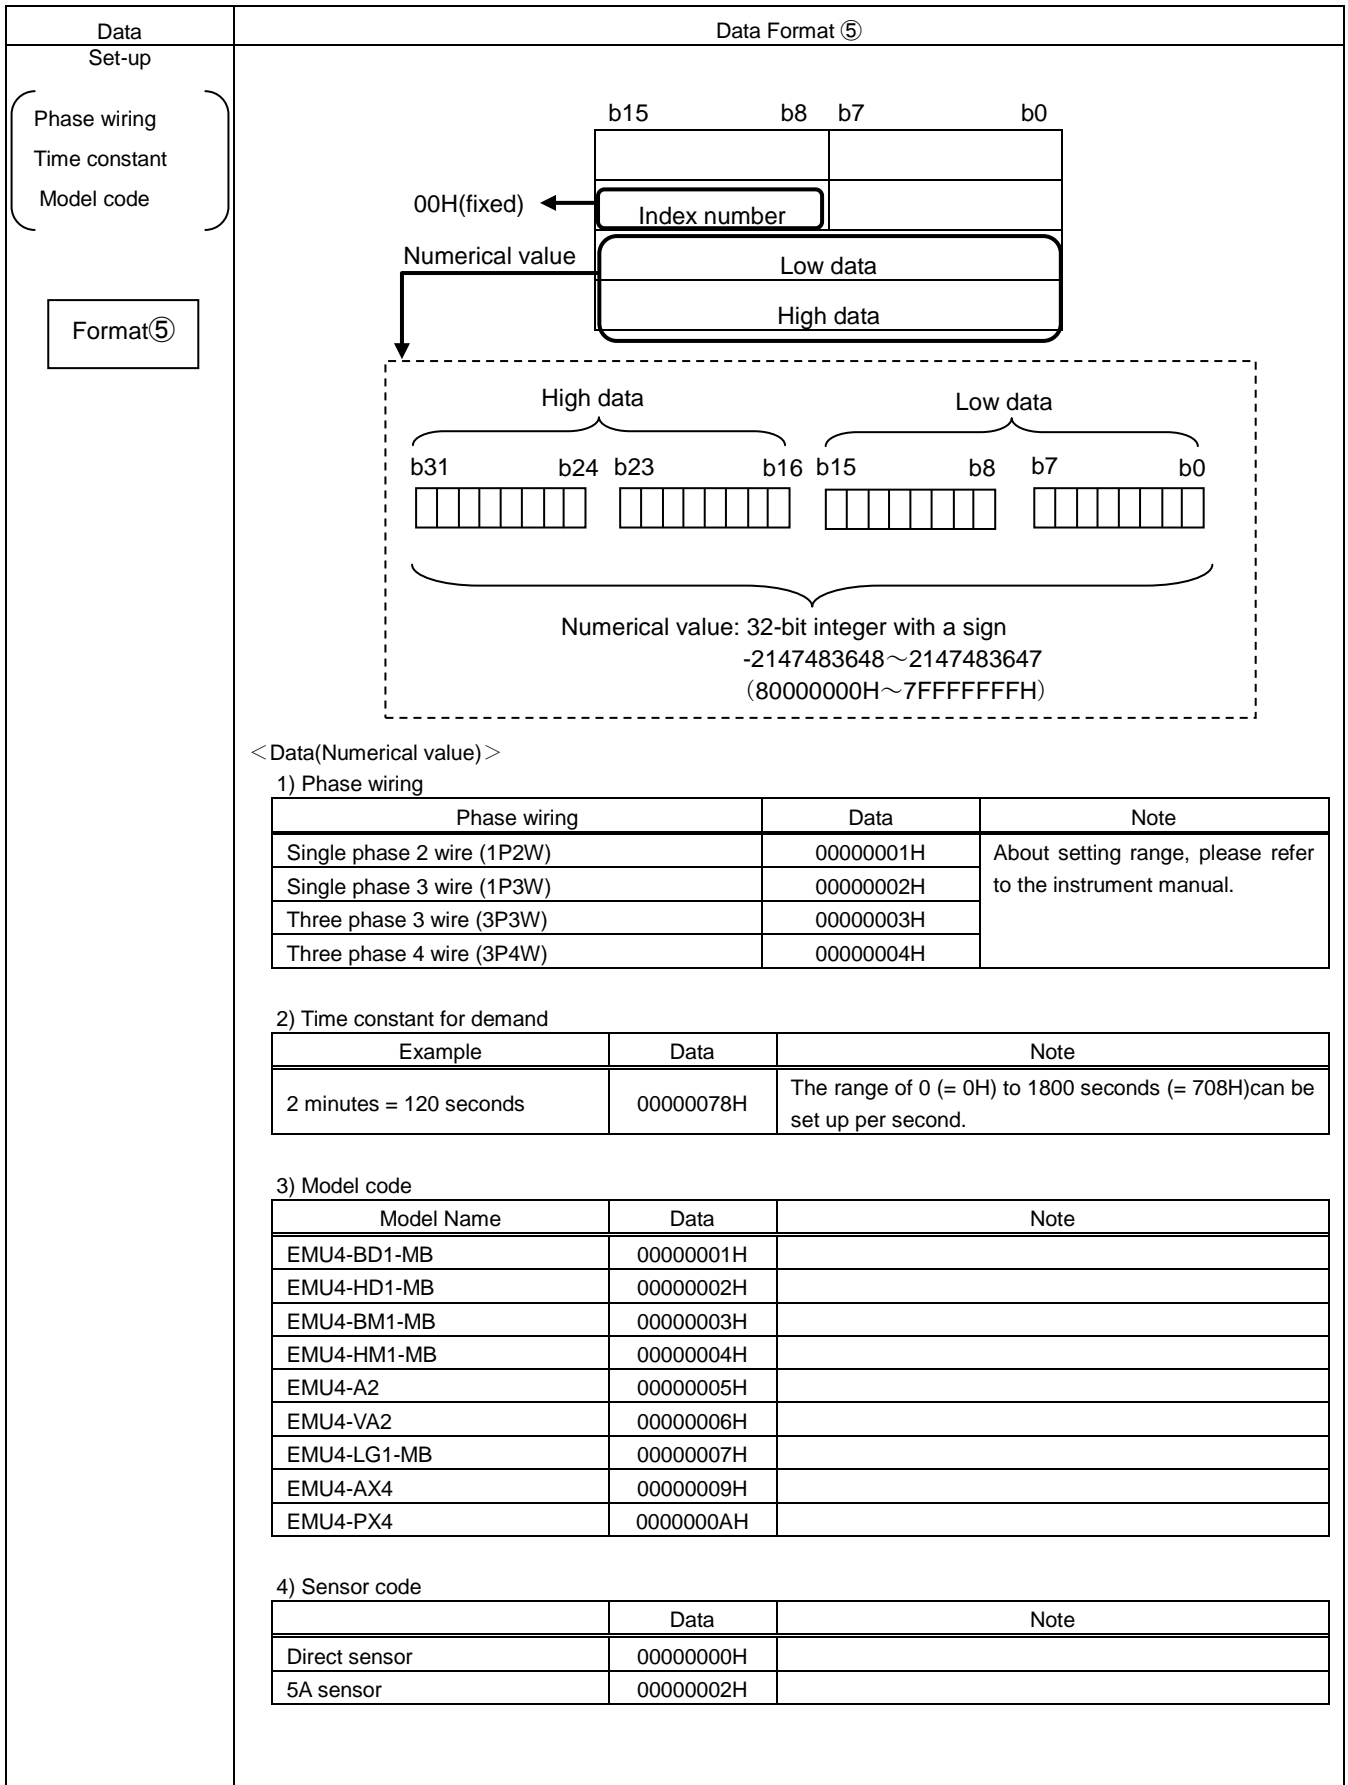 Data
Data Format ⑤
Set-up
Phase wiring
Time constant
Model code
Format⑤
b15 b8 b7 b0
00H(fixed)
Index number
Numerical value
Low data
High data
High data
Low data
b31 b24 b23 b16 b15 b8 b7 b0
Numerical value: 32-bit integer with a sign
-2147483648～2147483647
（80000000H～7FFFFFFFH）
＜Data(Numerical value)＞
1) Phase wiring
Phase wiring Data Note
Single phase 2 wire (1P2W) 00000001H About setting range, please refer
Single phase 3 wire (1P3W) 00000002H to the instrument manual.
Three phase 3 wire (3P3W) 00000003H
Three phase 4 wire (3P4W) 00000004H
2) Time constant for demand
Example Data Note
2 minutes = 120 seconds 00000078H The range of 0 (= 0H) to 1800 seconds (= 708H)can be
set up per second.
3) Model code
Model Name Data Note
EMU4-BD1-MB 00000001H
EMU4-HD1-MB 00000002H
EMU4-BM1-MB 00000003H
EMU4-HM1-MB 00000004H
EMU4-A2 00000005H
EMU4-VA2 00000006H
EMU4-LG1-MB 00000007H
EMU4-AX4 00000009H
EMU4-PX4 0000000AH
4) Sensor code
Data Note
Direct sensor 00000000H
5A sensor 00000002H